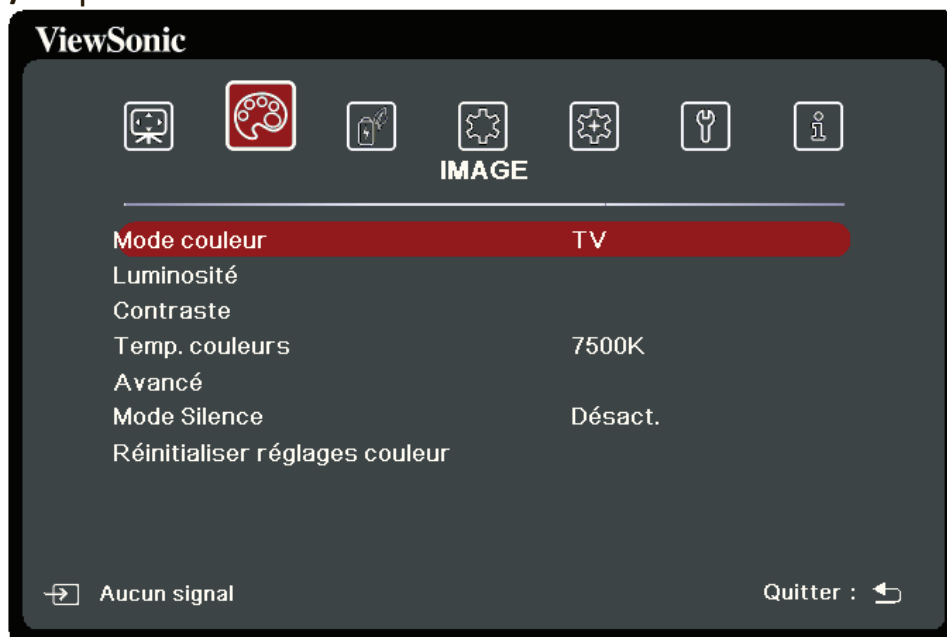 ViewSonic
IMAGE
Mode couleur TV
Luminosité
Contraste
Temp. couleurs 7500K
Avancé
Mode Silence Désact.
Réinitialiser réglages couleur
Aucun signal Quitter :